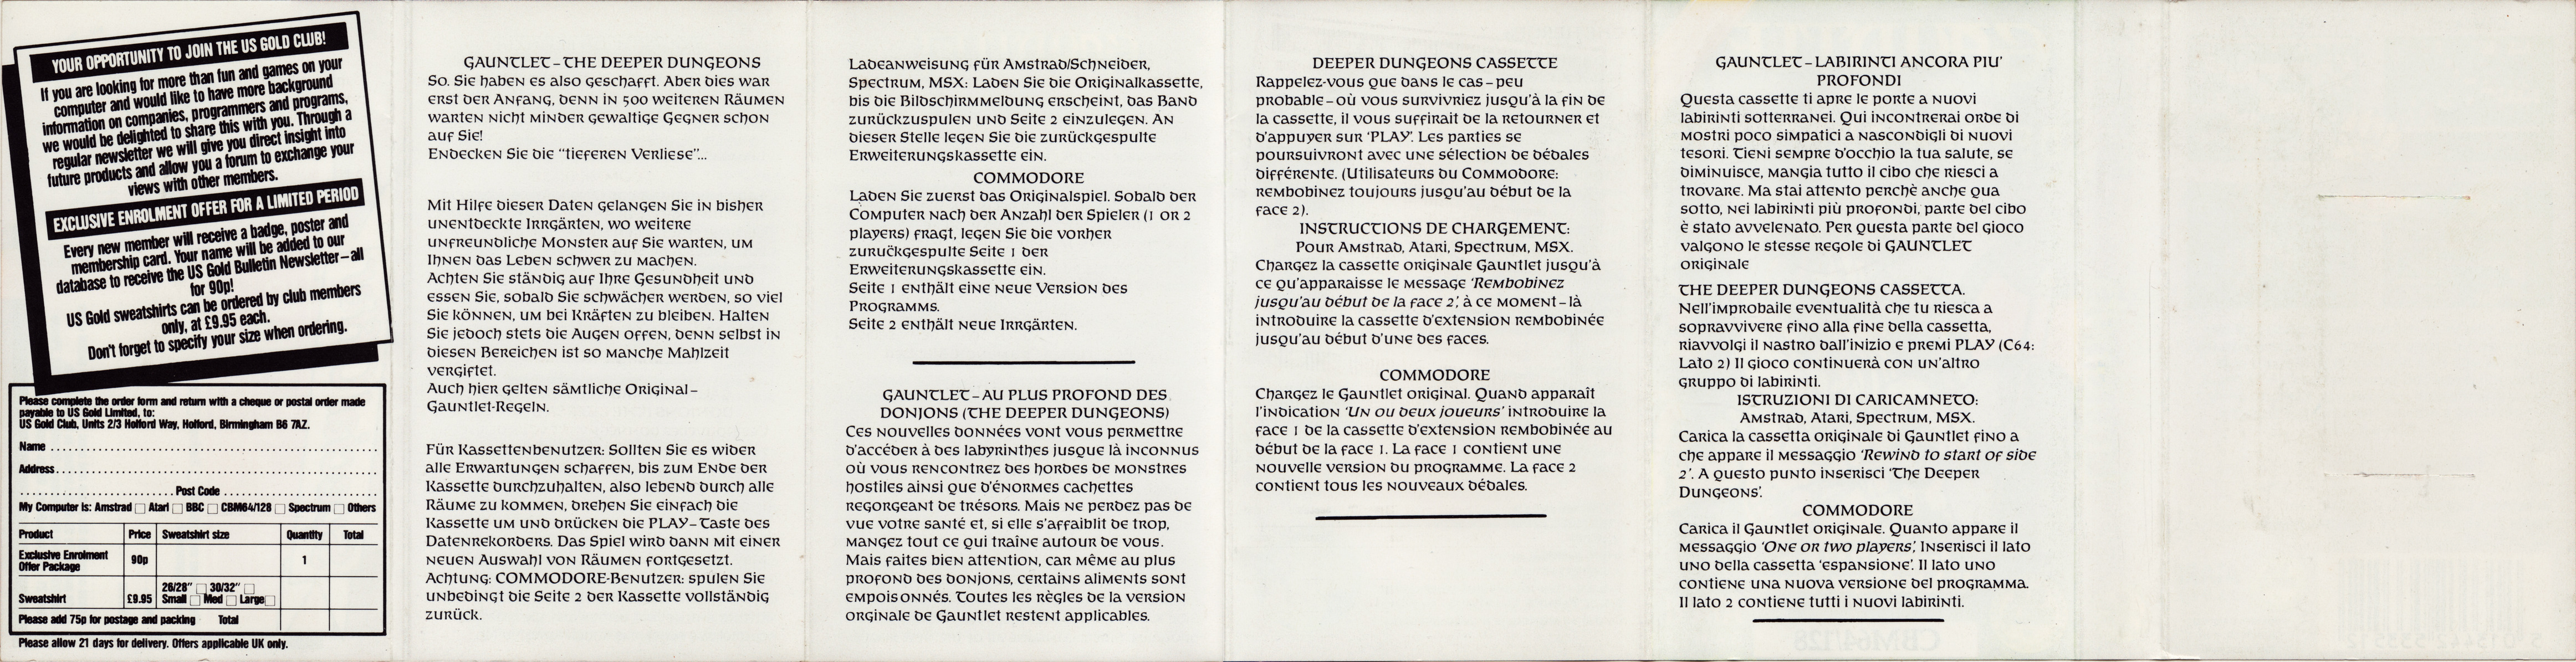 YOUR OPPORTUNITY TO JOIN THE US GOLD CLUB!
If you are looking for more than fun and games on your
computer and would like to have more background
information on companies, programmers and programs,
we would be delighted to share this with you. Through a
regular newsletter we will give you direct insight into
future products and allow you a forum to exchange your
views with other members.
EXCLUSIVE ENROLMENT OFFER FOR A LIMITED PERIOD
Every new member will receive a badge, poster and
membership card. Your name will be added to our
database to receive the US Gold Bulletin Newsletter–all
for 90p!
US Gold sweatshirts can be ordered by club members
only, at £9.95 each.
Don't forget to specify your size when ordering.
Please complete the order form and return with a cheque or postal order made
payable to US Gold Limited, to:
US Gold Club, Units 2/3 Holford Way, Holford, Birmingham B6 7AZ.
Name
Address
Post Code
My Computer is: Amstrad □ Atari □ BBC □ CBM64/128 □ Spectrum □ Others
Product Price Sweatshirt size Quantity Total
Exclusive Enrolment
Offer Package 90p 1
26/28" □ 30/32" □
Sweatshirt £9.95 Small □ Med □ Large □
Please add 75p for postage and packing Total
Please allow 21 days for delivery. Offers applicable UK only.
GAUNTLET–THE DEEPER DUNGEONS
So. Sie haben es also geschafft. Aber dies war
erst der Anfang, denn in 500 weiteren Räumen
warten nicht minder gewaltige Gegner schon
auf Sie!
Endecken Sie die "tieferen Verliese"...
Mit Hilfe dieser Daten gelangen Sie in bisher
unentdeckte Irrgärten, wo weitere
unfreundliche Monster auf Sie warten, um
Ihnen das Leben schwer zu machen.
Achten Sie ständig auf Ihre Gesundheit und
essen Sie, sobald Sie schwächer werden, so viel
Sie können, um bei Kräften zu bleiben. Halten
Sie jedoch stets die Augen offen, denn selbst in
diesen Bereichen ist so manche Mahlzeit
vergiftet.
Auch hier gelten sämtliche Original–
Gauntlet-Regeln.
Für Kassettenbenutzer: Sollten Sie es wider
alle Erwartungen schaffen, bis zum Ende der
Kassette durchzuhalten, also lebend durch alle
Räume zu kommen, drehen Sie einfach die
Kassette um und drücken die PLAY–Taste des
Datenrekorders. Das Spiel wird dann mit einer
neuen Auswahl von Räumen fortgesetzt.
Achtung: COMMODORE-Benutzer: spulen Sie
unbedingt die Seite 2 der Kassette vollständig
zurück.
Ladeanweisung für Amstrad/Schneider,
Spectrum, MSX: Laden Sie die Originalkassette,
bis die Bildschirmmeldung erscheint, das Band
zurückzuspulen und Seite 2 einzulegen. An
dieser Stelle legen Sie die zurückgespulte
Erweiterungskassette ein.
COMMODORE
Laden Sie zuerst das Originalspiel. Sobald der
Computer nach der Anzahl der Spieler (1 OR 2
players) fragt, legen Sie die vorher
zurückgespulte Seite 1 der
Erweiterungskassette ein.
Seite 1 enthält eine neue Version des
Programms.
Seite 2 enthält neue Irrgärten.
GAUNTLET–AU PLUS PROFOND DES
DONJONS (THE DEEPER DUNGEONS)
Ces nouvelles données vont vous permettre
d'accéder à des labyrinthes jusque là inconnus
où vous rencontrez des hordes de monstres
hostiles ainsi que d'énormes cachettes
regorgeant de trésors. Mais ne perdez pas de
vue votre santé et, si elle s'affaiblit de trop,
mangez tout ce qui traîne autour de vous.
Mais faites bien attention, car même au plus
profond des donjons, certains aliments sont
empois onnés. Toutes les règles de la version
orginale de Gauntlet restent applicables.
DEEPER DUNGEONS CASSETTE
Rappelez-vous que dans le cas–peu
probable–où vous survivriez jusqu'à la fin de
la cassette, il vous suffirait de la retourner et
d'appuyer sur 'PLAY'. Les parties se
poursuivront avec une sélection de dédales
différente. (Utilisateurs du Commodore:
rembobinez toujours jusqu'au début de la
face 2).
INSTRUCTIONS DE CHARGEMENT:
Pour Amstrad, Atari, Spectrum, MSX.
Chargez la cassette originale Gauntlet jusqu'à
ce qu'apparaisse le message 'Rembobinez
jusqu'au début de la face 2', à ce moment–là
introduire la cassette d'extension rembobinée
jusqu'au début d'une des faces.
COMMODORE
Chargez le Gauntlet original. Quand apparaît
l'indication 'Un ou deux joueurs' introduire la
face 1 de la cassette d'extension rembobinée au
début de la face 1. La face 1 contient une
nouvelle version du programme. La face 2
contient tous les nouveaux dédales.
GAUNTLET–LABIRINTI ANCORA PIU'
PROFONDI
Questa cassette ti apre le porte a nuovi
labirinti sotterranei. Qui incontrerai orde di
mostri poco simpatici a nascondigli di nuovi
tesori. Tieni sempre d'occhio la tua salute, se
diminuisce, mangia tutto il cibo che riesci a
trovare. Ma stai attento perchè anche qua
sotto, nei labirinti più profondi, parte del cibo
è stato avvelenato. Per questa parte del gioco
valgono le stesse regole di GAUNTLET
originale
THE DEEPER DUNGEONS CASSETTA.
Nell'improbaile eventualità che tu riesca a
sopravvivere fino alla fine della cassetta,
riavvolgi il nastro dall'inizio e premi PLAY (C64:
Lato 2) Il gioco continuerà con un'altro
gruppo di labirinti.
ISTRUZIONI DI CARICAMNETO:
Amstrad, Atari, Spectrum, MSX.
Carica la cassetta originale di Gauntlet fino a
che appare il messaggio 'Rewind to start of side
2'. A questo punto inserisci 'The Deeper
Dungeons'.
COMMODORE
Carica il Gauntlet originale. Quanto appare il
messaggio 'One or two players', Inserisci il lato
uno della cassetta 'espansione'. Il lato uno
contiene una nuova versione del programma.
Il lato 2 contiene tutti i nuovi labirinti.